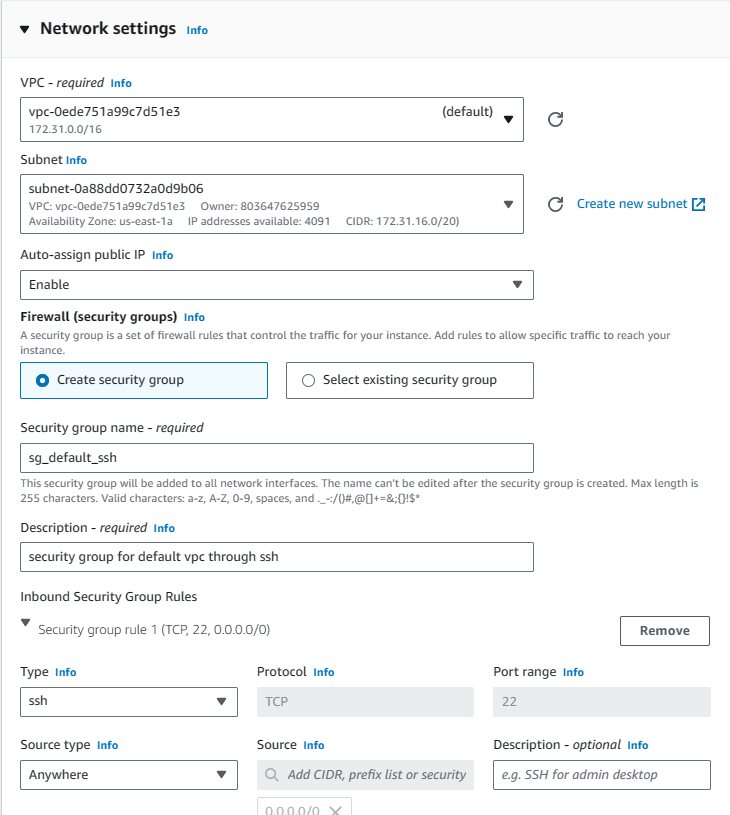 Network settings Info
VPC - required Info
vpc-0ede751a99c7d51e3 (default)
172.31.0.0/16
Subnet Info
subnet-0a88dd0732a0d9b06
VPC: vpc-0ede751a99c7d51e3 Owner: 803647625959
Availability Zone: us-east-1a IP addresses available: 4091 CIDR: 172.31.16.0/20)
Create new subnet
Auto-assign public IP Info
Enable
Firewall (security groups) Info
A security group is a set of firewall rules that control the traffic for your instance. Add rules to allow specific traffic to reach your
instance.
Create security group Select existing security group
Security group name - required
sg_default_ssh
This security group will be added to all network interfaces. The name can't be edited after the security group is created. Max length is
255 characters. Valid characters: a-z, A-Z, 0-9, spaces, and ._-:/()#,@[]+=&;{}!$*
Description - required Info
security group for default vpc through ssh
Inbound Security Group Rules
Security group rule 1 (TCP, 22, 0.0.0.0/0) Remove
Type Info Protocol Info Port range Info
ssh TCP 22
Source type Info Source Info Description - optional Info
Anywhere Add CIDR, prefix list or security e.g. SSH for admin desktop
0.0.0.0/0